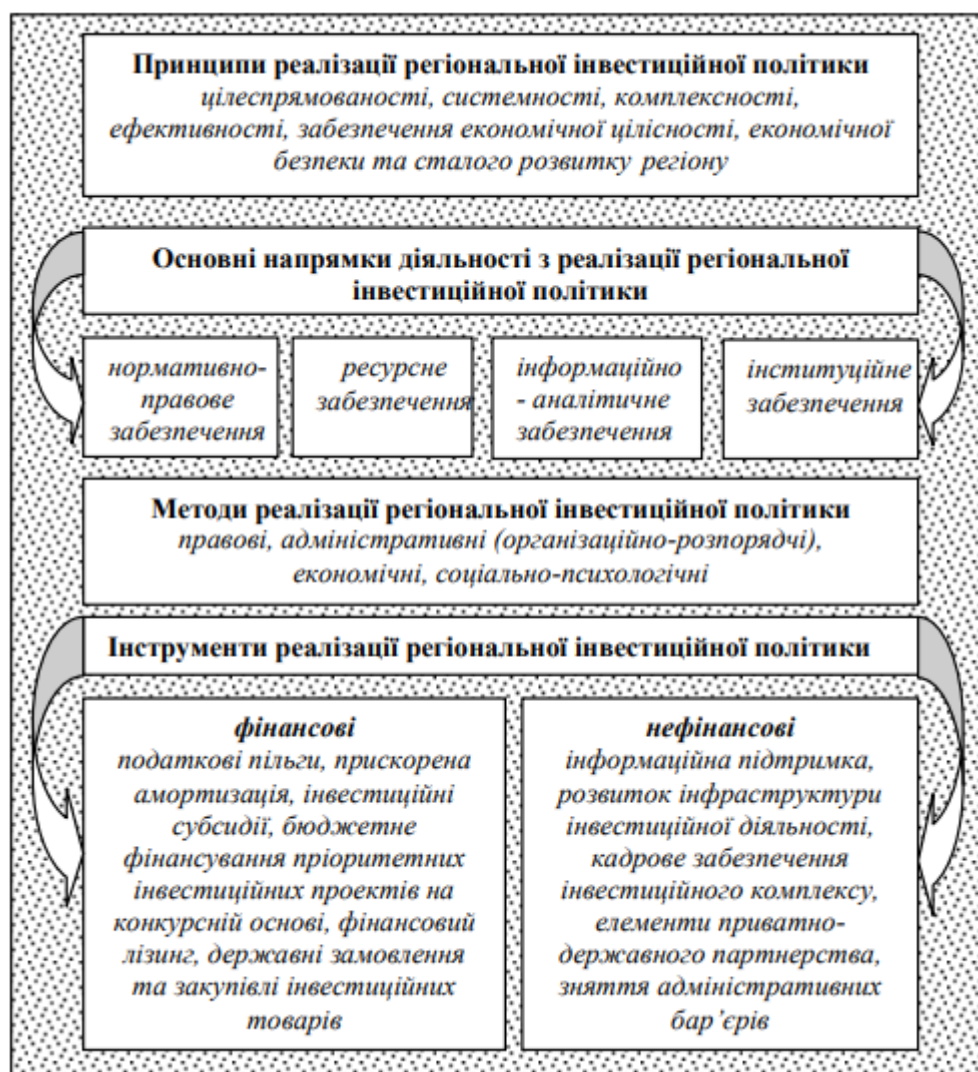 Принципи реалізації регіональної інвестиційної політики
цілеспрямованості, системності, комплексності,
ефективності, забезпечення економічної цілісності, економічної
безпеки та сталого розвитку регіону
Основні напрямки діяльності з реалізації регіональної
інвестиційної політики
нормативно-
правове
забезпечення
ресурсне
забезпечення
інформаційно
- аналітичне
забезпечення
інституційне
забезпечення
Методи реалізації регіональної інвестиційної політики
правові, адміністративні (організаційно-розпорядчі),
економічні, соціально-психологічні
Інструменти реалізації регіональної інвестиційної політики
фінансові
податкові пільги, прискорена
амортизація, інвестиційні
субсидії, бюджетне
фінансування пріоритетних
інвестиційних проектів на
конкурсній основі, фінансовий
лізинг, державні замовлення
та закупівлі інвестиційних
товарів
нефінансові
інформаційна підтримка,
розвиток інфраструктури
інвестиційної діяльності,
кадрове забезпечення
інвестиційного комплексу,
елементи приватно-
державного партнерства,
зняття адміністративних
бар’єрів